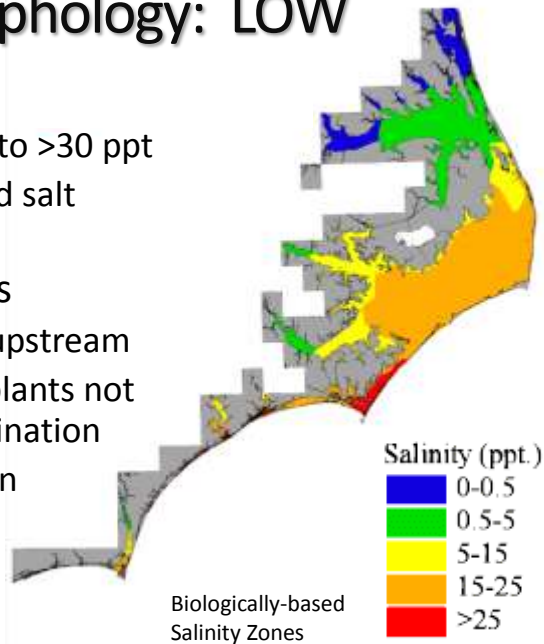 phology: LOW
to >30 ppt
d salt
s
upstream
plants not
ination
n
Salinity (ppt.)
0-0.5
0.5-5
5-15
15-25
>25
Biologically-based
Salinity Zones